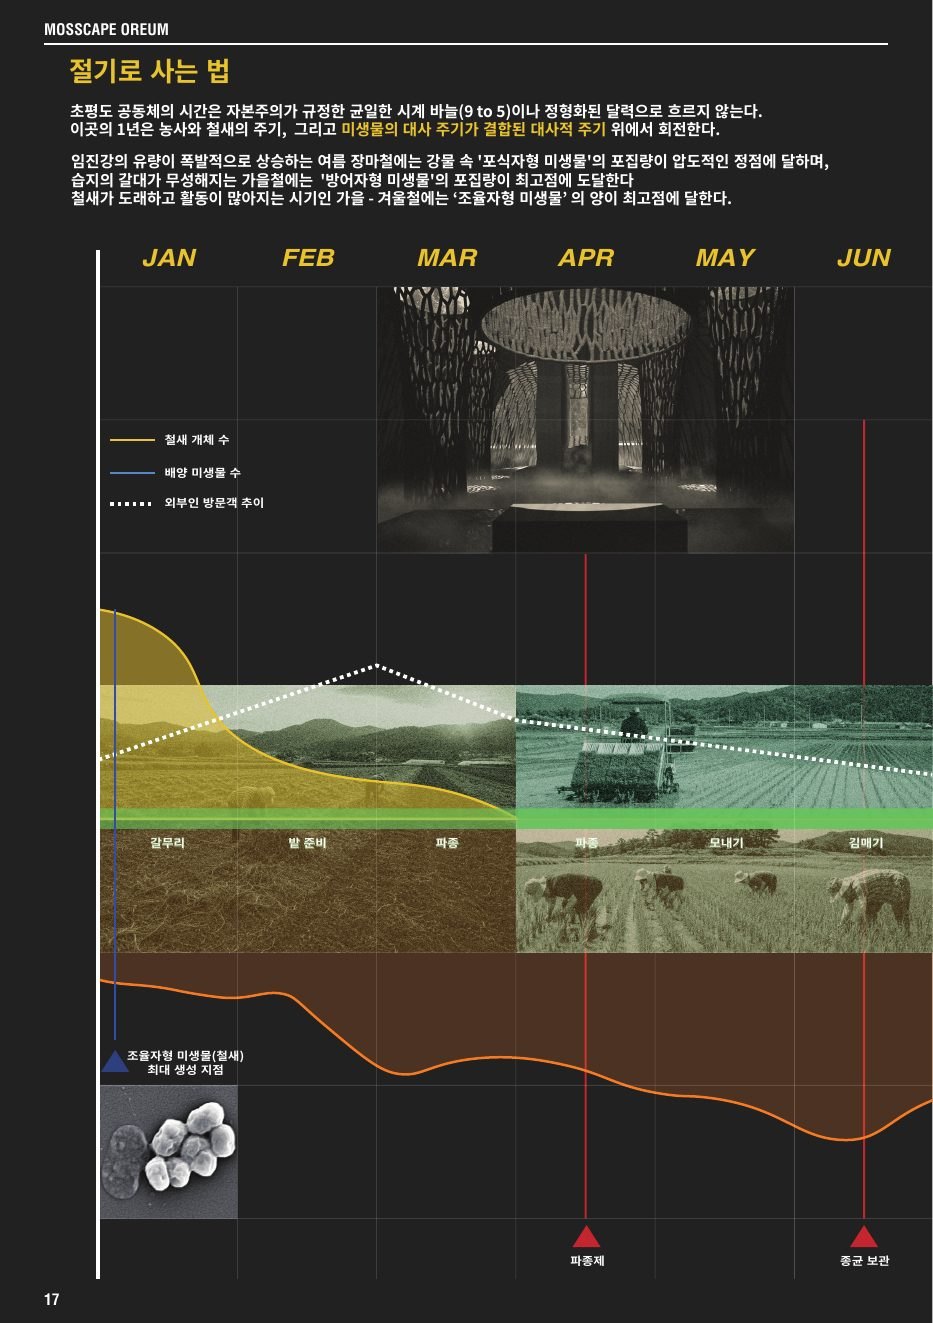 MOSSCAPE OREUM
절기로 사는 법
초평도 공동체의 시간은 자본주의가 규정한 균일한 시계 바늘(9 to 5)이나 정형화된 달력으로 흐르지 않는다.
이곳의 1년은 농사와 철새의 주기, 그리고 미생물의 대사 주기가 결합된 대사적 주기 위에서 회전한다.
임진강의 유량이 폭발적으로 상승하는 여름 장마철에는 강물 속 '포식자형 미생물'의 포집량이 압도적인 정점에 달하며,
습지의 갈대가 무성해지는 가을철에는 '방어자형 미생물'의 포집량이 최고점에 도달한다
철새가 도래하고 활동이 많아지는 시기인 가을 - 겨울철에는 ‘조율자형 미생물’ 의 양이 최고점에 달한다.
JAN FEB MAR APR MAY JUN
철새 개체 수
배양 미생물 수
외부인 방문객 추이
갈무리 밭 준비 파종 파종 모내기 김매기
조율자형 미생물(철새)
최대 생성 지점
파종제 종균 보관
17